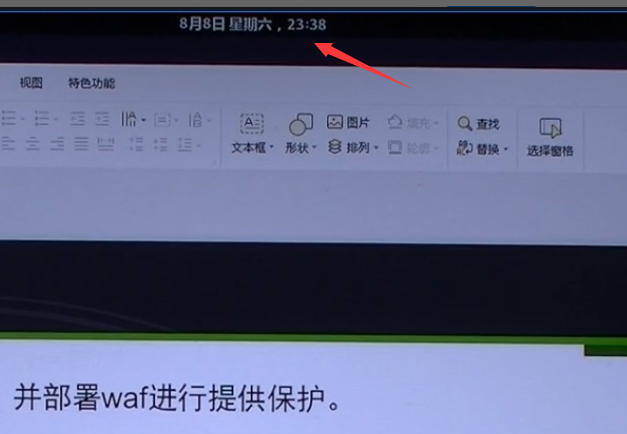 8月8日 星期六，23:38
视图 特色功能
图片 填充 查找
文本框 形状 排列 轮廓 替换 选择窗格
并部署waf进行提供保护。